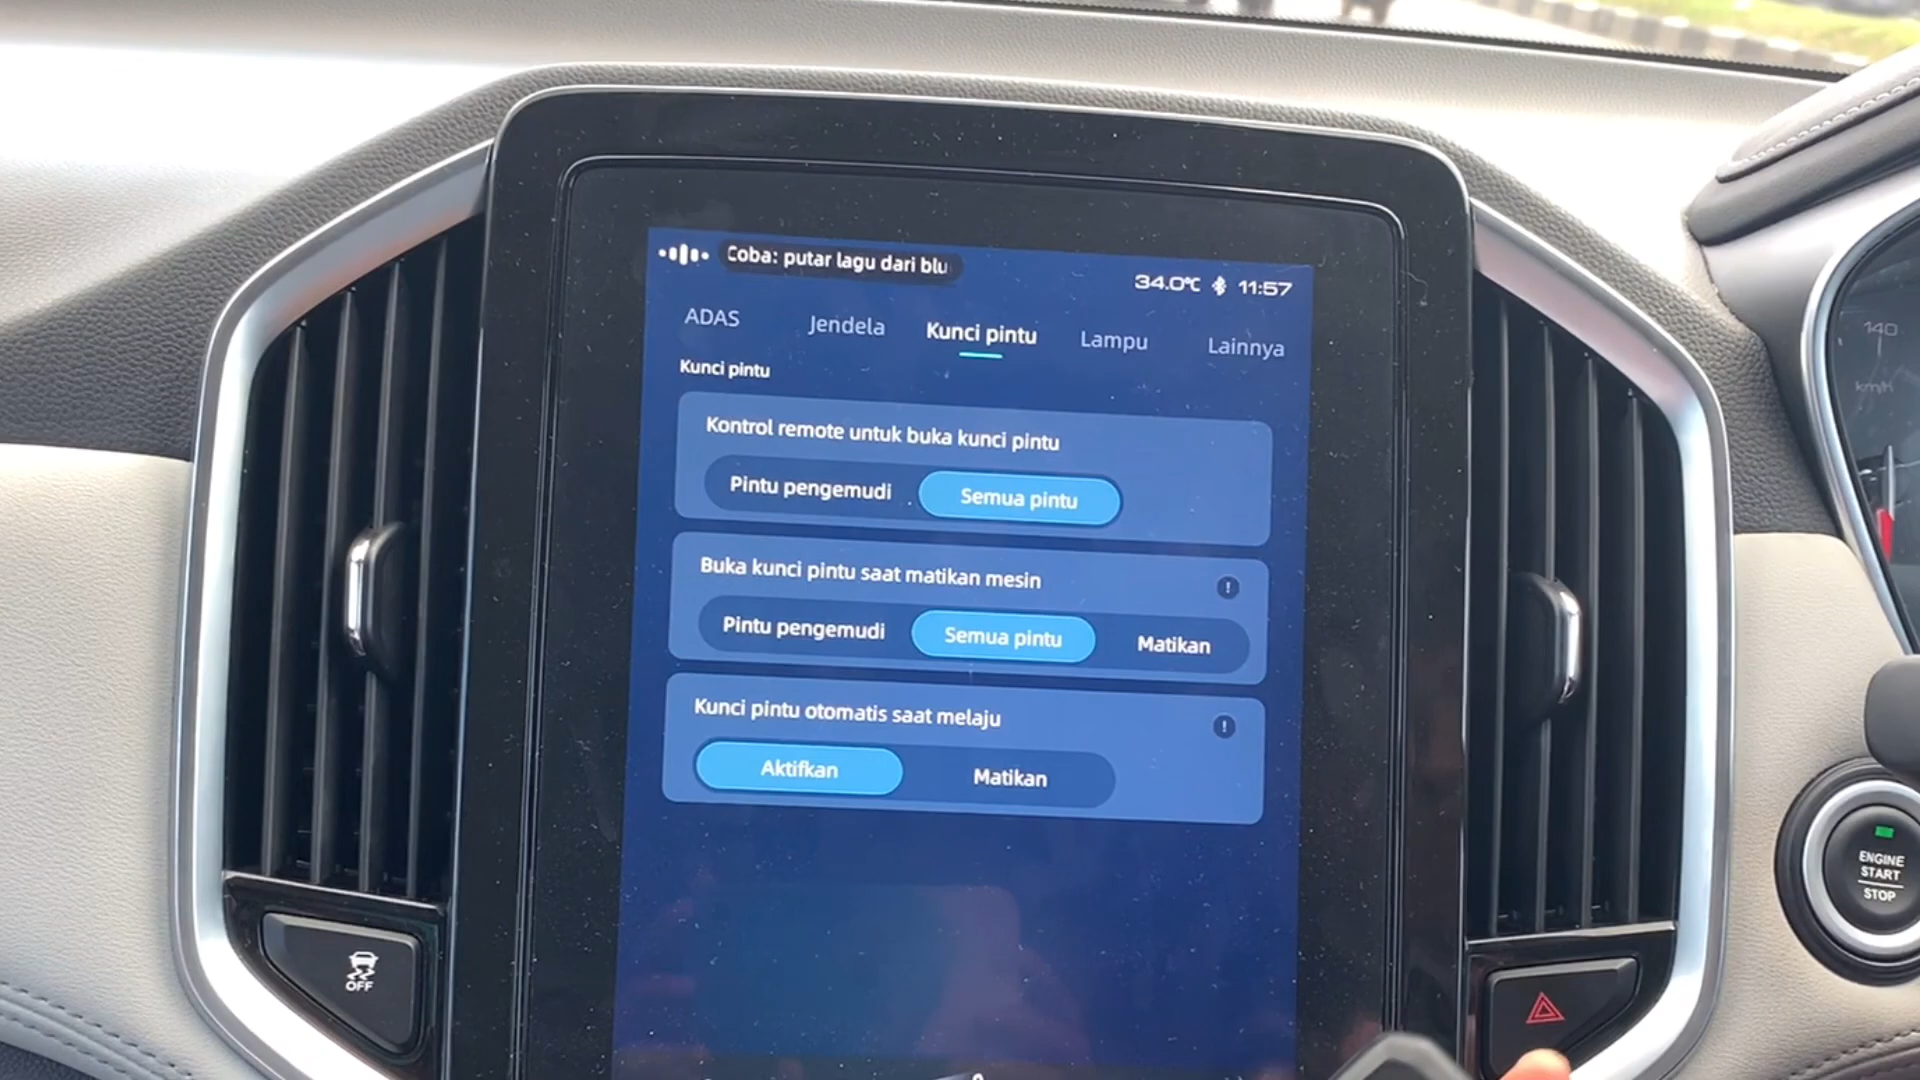 Coba: putar lagu dari blu
34.0℃ 11:57
ADAS Jendela Kunci pintu Lampu Lainnya
Kunci pintu
Kontrol remote untuk buka kunci pintu
Pintu pengemudi Semua pintu
Buka kunci pintu saat matikan mesin
Pintu pengemudi Semua pintu Matikan
Kunci pintu otomatis saat melaju
Aktifkan Matikan
140
km/h
ENGINE
START
STOP
OFF